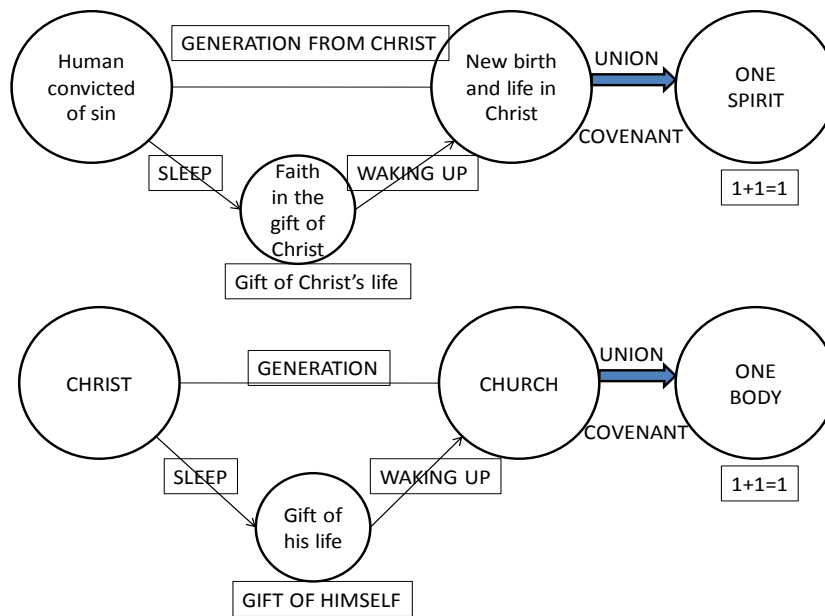 GENERATION FROM CHRIST
Human
convicted
of sin
New birth
and life in
Christ
UNION
ONE
SPIRIT
COVENANT
SLEEP
Faith
in the
gift of
Christ
WAKING UP
1+1=1
Gift of Christ's life
CHRIST
GENERATION
CHURCH
UNION
ONE
BODY
COVENANT
SLEEP
WAKING UP
1+1=1
Gift of
his life
GIFT OF HIMSELF